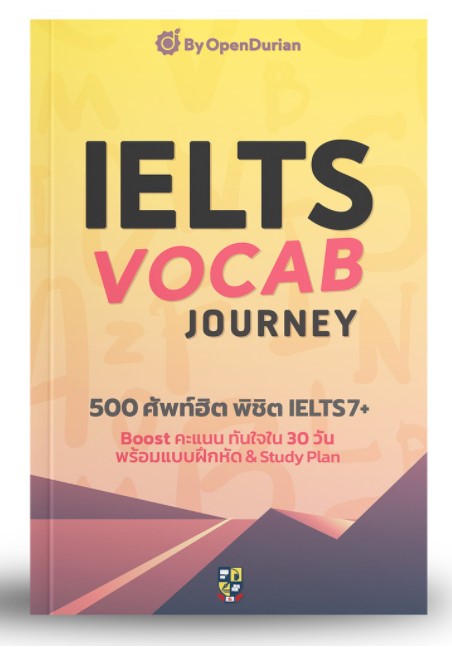 By OpenDurian
IELTS
VOCAB
JOURNEY
500 ศัพท์ฮิต พิชิต IELTS 7+
Boost คะแนน ทันใจใน 30 วัน
พร้อมแบบฝึกหัด & Study Plan